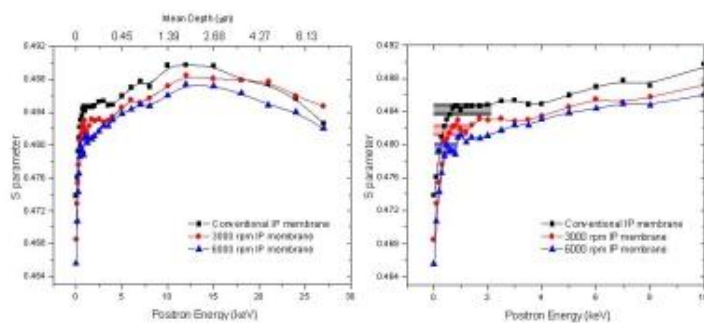 Mean Depth (μm)
0 0.45 1.39 2.68 4.27 6.13
0.492
0.488
0.484
0.480
0.476
0.472
0.468
0.464
S parameter
Conventional IP membrane
3000 rpm IP membrane
6000 rpm IP membrane
0 5 10 15 20 25 30
Positron Energy (keV)
0.492
0.488
0.484
0.480
0.476
0.472
0.468
0.464
S parameter
Conventional IP membrane
3000 rpm IP membrane
6000 rpm IP membrane
0 2 4 6 8 10
Positron Energy (keV)